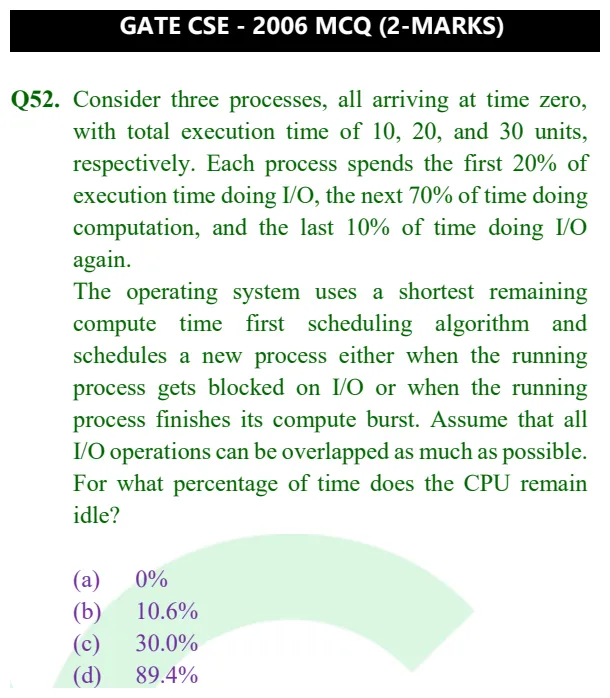 GATE CSE - 2006 MCQ (2-MARKS)
Q52. Consider three processes, all arriving at time zero,
with total execution time of 10, 20, and 30 units,
respectively. Each process spends the first 20% of
execution time doing I/O, the next 70% of time doing
computation, and the last 10% of time doing I/O
again.
The operating system uses a shortest remaining
compute time first scheduling algorithm and
schedules a new process either when the running
process gets blocked on I/O or when the running
process finishes its compute burst. Assume that all
I/O operations can be overlapped as much as possible.
For what percentage of time does the CPU remain
idle?
(a) 0%
(b) 10.6%
(c) 30.0%
(d) 89.4%